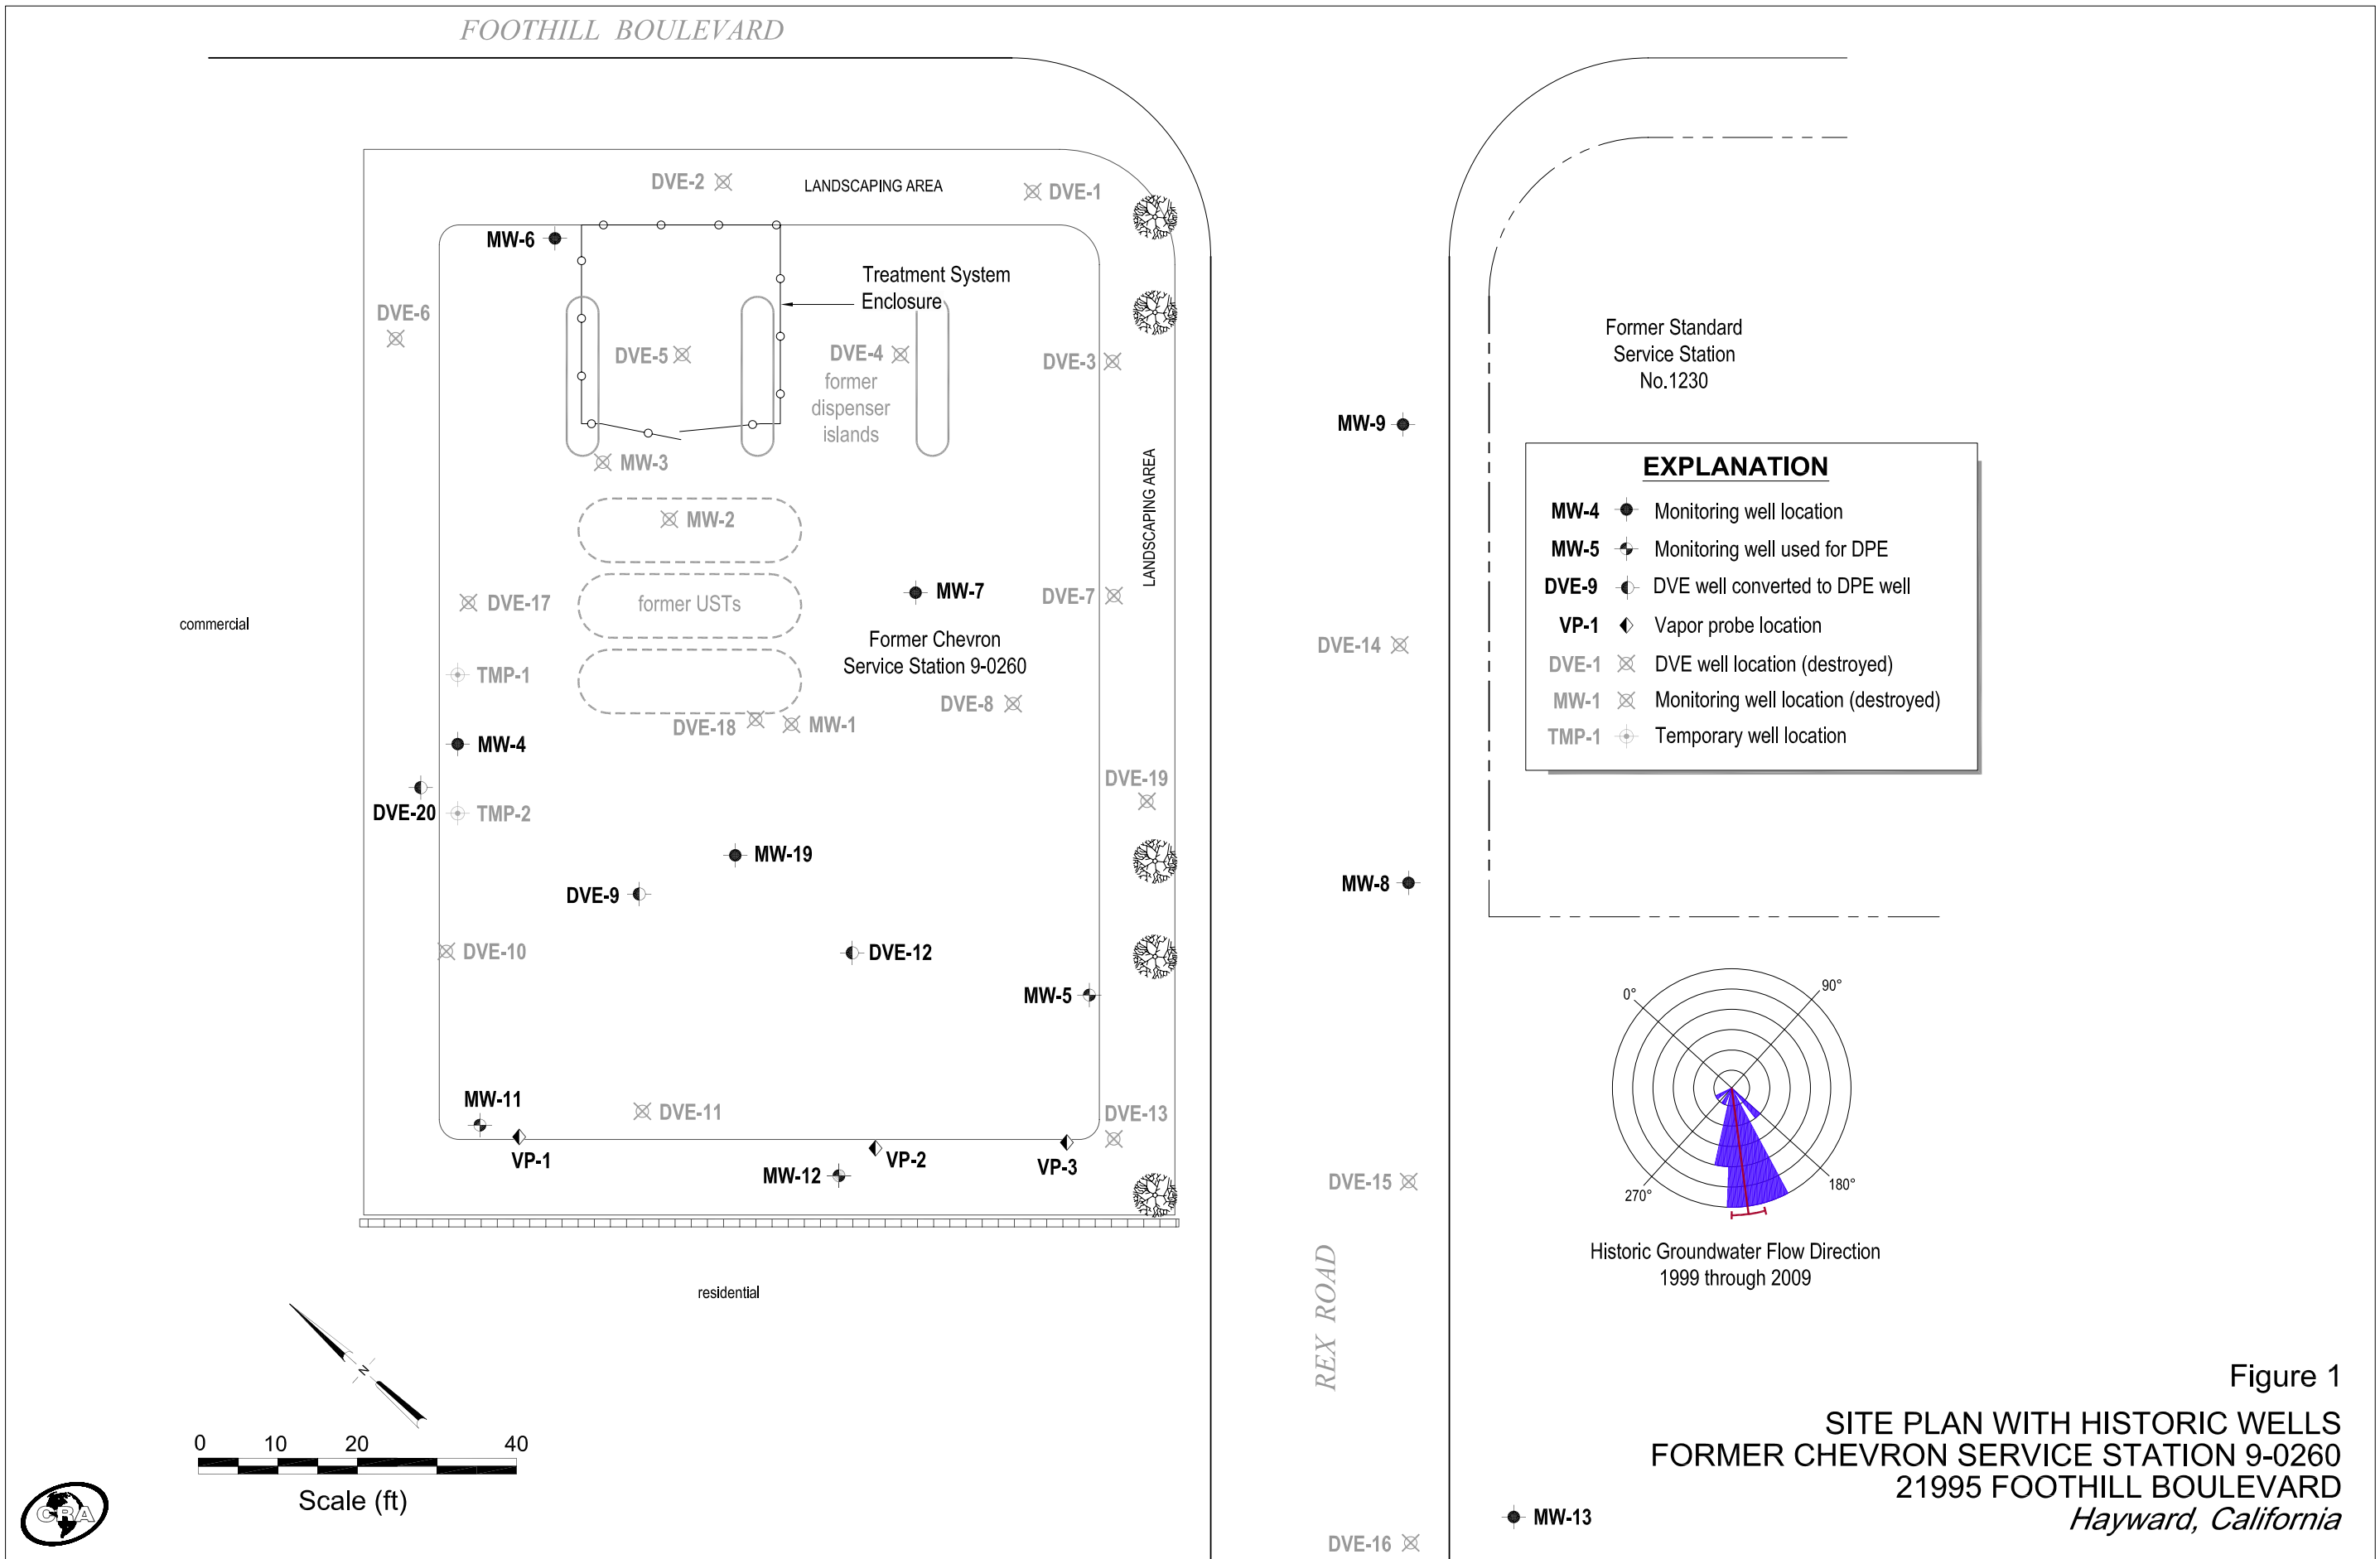 FOOTHILL BOULEVARD
DVE-2
LANDSCAPING AREA
DVE-1
MW-6
Treatment System
Enclosure
DVE-6
DVE-5
DVE-4
former
dispenser
islands
DVE-3
MW-3
MW-2
LANDSCAPING AREA
DVE-17
former USTs
MW-7
DVE-7
commercial
Former Chevron
Service Station 9-0260
TMP-1
DVE-8
DVE-18
MW-1
MW-4
DVE-19
DVE-20
TMP-2
MW-19
DVE-9
DVE-10
DVE-12
MW-5
MW-11
DVE-11
DVE-13
VP-1
MW-12
VP-2
VP-3
residential
MW-9
DVE-14
MW-8
DVE-15
REX ROAD
DVE-16
MW-13
Former Standard
Service Station
No.1230
EXPLANATION
MW-4 Monitoring well location
MW-5 Monitoring well used for DPE
DVE-9 DVE well converted to DPE well
VP-1 Vapor probe location
DVE-1 DVE well location (destroyed)
MW-1 Monitoring well location (destroyed)
TMP-1 Temporary well location
0°
90°
270°
180°
Historic Groundwater Flow Direction
1999 through 2009
N
0 10 20 40
Scale (ft)
CRA
Figure 1
SITE PLAN WITH HISTORIC WELLS
FORMER CHEVRON SERVICE STATION 9-0260
21995 FOOTHILL BOULEVARD
Hayward, California